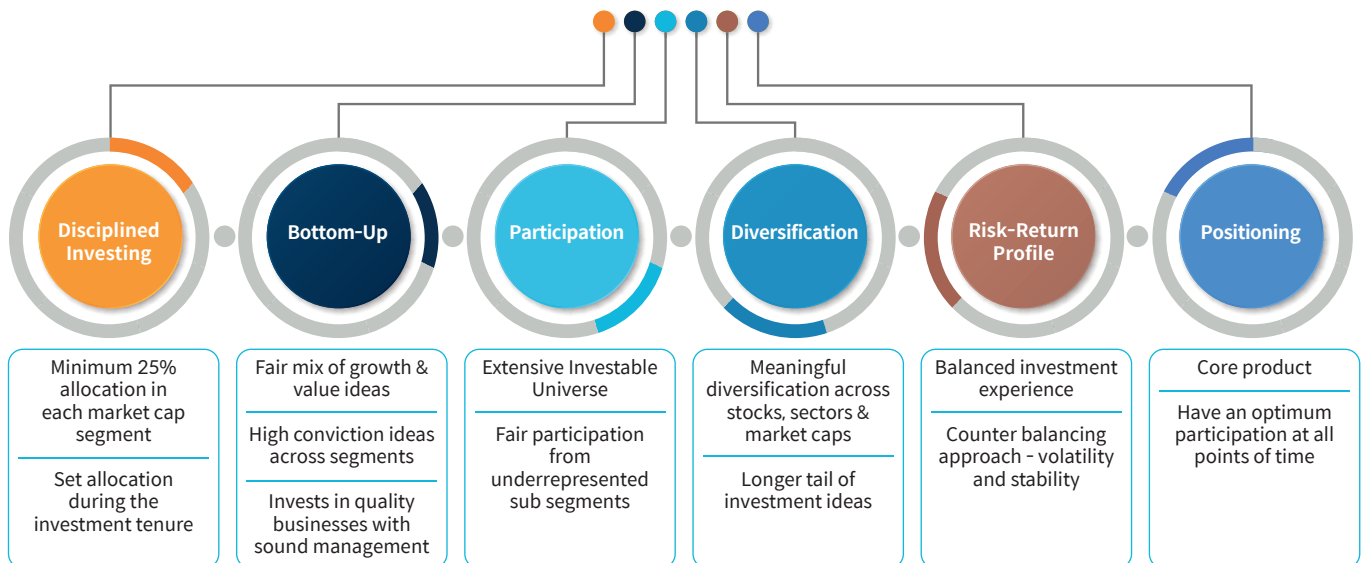 Disciplined
Investing
Bottom-Up
Participation
Diversification
Risk-Return
Profile
Positioning
Minimum 25%
allocation in
each market cap
segment
Set allocation
during the
investment tenure
Fair mix of growth &
value ideas
High conviction ideas
across segments
Invests in quality
businesses with
sound management
Extensive Investable
Universe
Fair participation
from
underrepresented
sub segments
Meaningful
diversification across
stocks, sectors &
market caps
Longer tail of
investment ideas
Balanced investment
experience
Counter balancing
approach - volatility
and stability
Core product
Have an optimum
participation at all
points of time